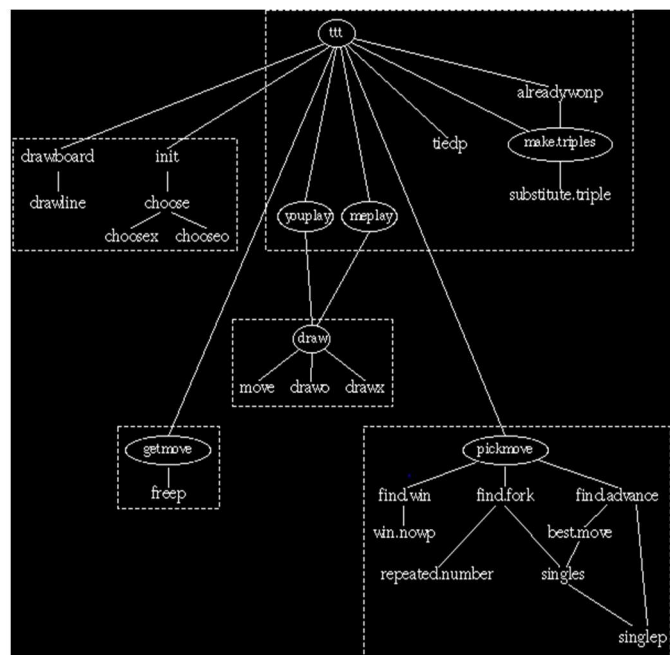 ttt
alreadywonp
drawboard
init
tiedp
make.triples
drawline
choose
substitute.triple
youplay
meplay
choosex
chooseo
draw
move
drawo
drawx
getmove
pickmove
freep
find.win
find.fork
find.advance
win.nowp
best.move
repeated.number
singles
singlep